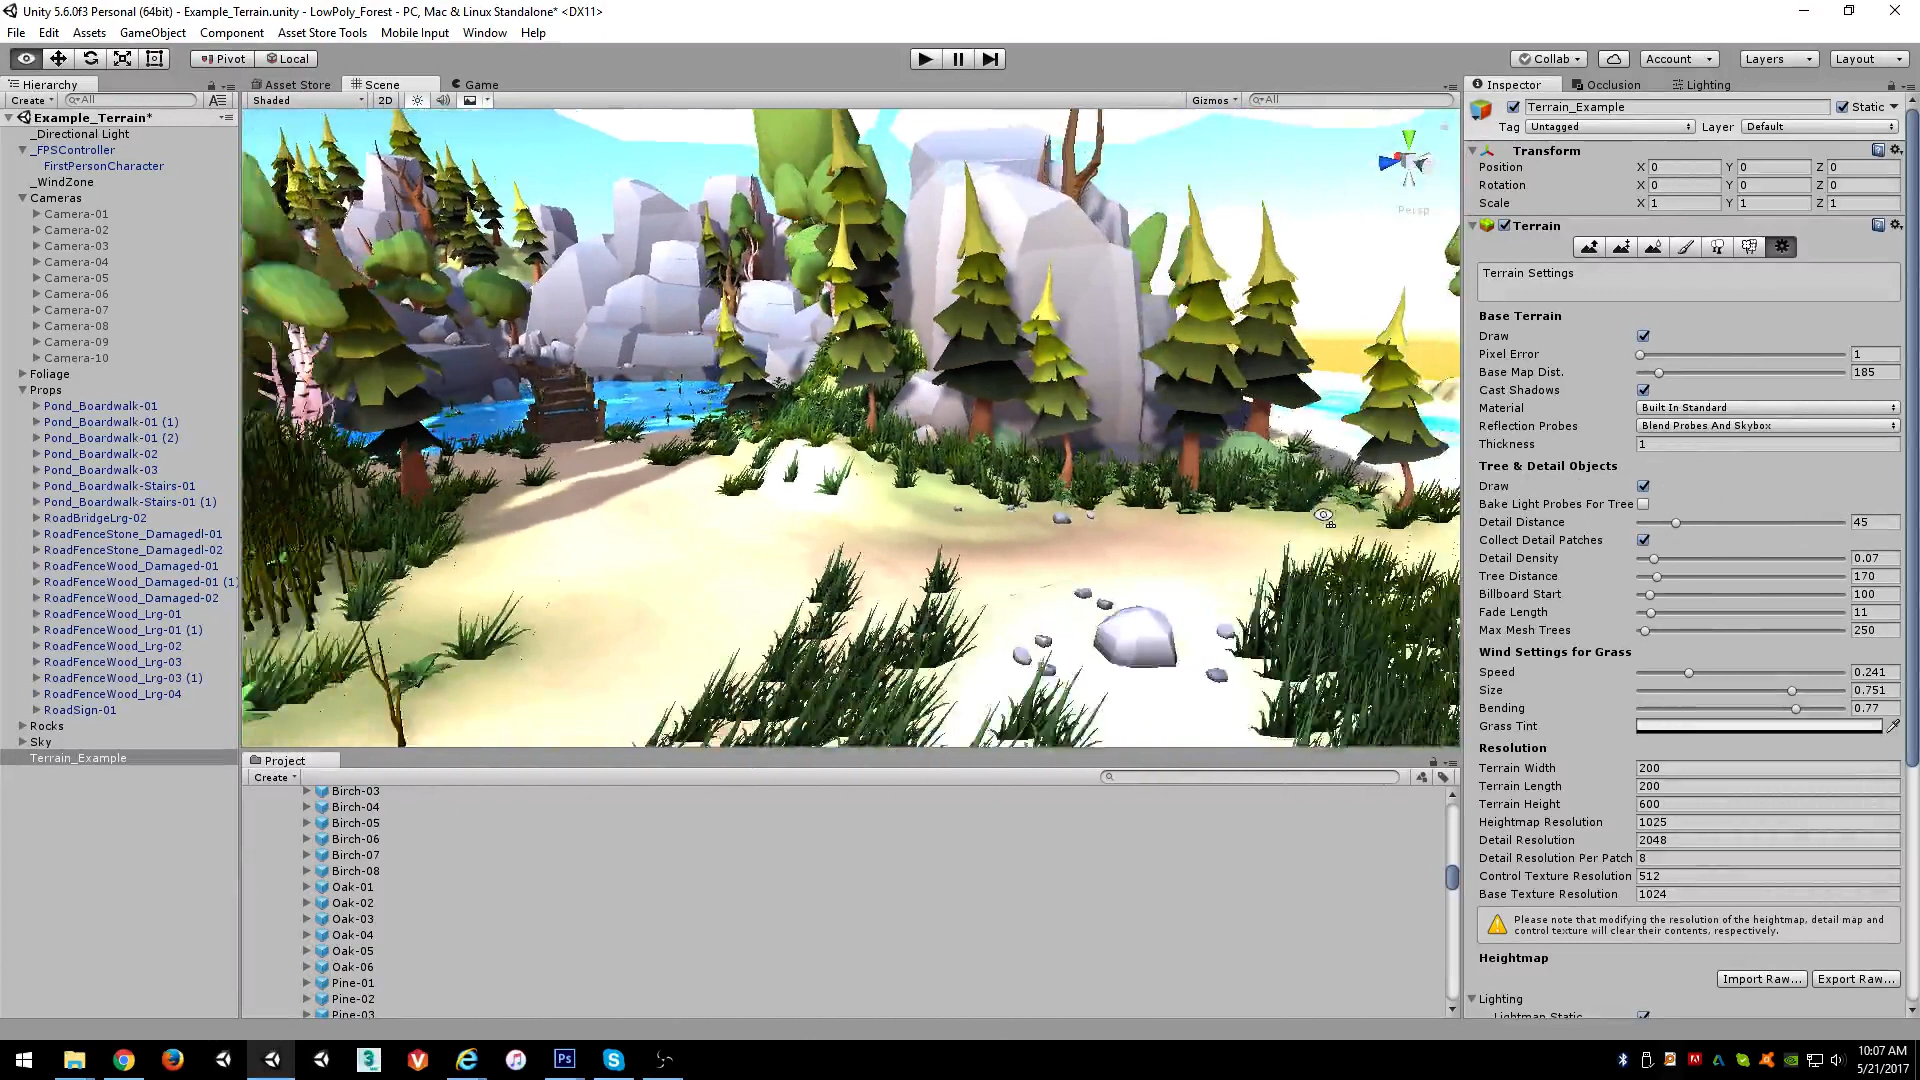 Unity 5.6.0f3 Personal (64bit) - Example_Terrain.unity - LowPoly_Forest - PC, Mac & Linux Standalone* <DX11>
File Edit Assets GameObject Component Asset Store Tools Mobile Input Window Help
Pivot Local Collab Account Layers Layout
Hierarchy
Create All
Example_Terrain*
_Directional Light
_FPSController
FirstPersonCharacter
_WindZone
Cameras
Camera-01
Camera-02
Camera-03
Camera-04
Camera-05
Camera-06
Camera-07
Camera-08
Camera-09
Camera-10
Foliage
Props
Pond_Boardwalk-01
Pond_Boardwalk-01 (1)
Pond_Boardwalk-01 (2)
Pond_Boardwalk-02
Pond_Boardwalk-03
Pond_Boardwalk-Stairs-01
Pond_Boardwalk-Stairs-01 (1)
RoadBridgeLrg-02
RoadFenceStone_Damagedl-01
RoadFenceStone_Damagedl-02
RoadFenceWood_Damaged-01
RoadFenceWood_Damaged-01 (1)
RoadFenceWood_Damaged-02
RoadFenceWood_Lrg-01
RoadFenceWood_Lrg-01 (1)
RoadFenceWood_Lrg-02
RoadFenceWood_Lrg-03
RoadFenceWood_Lrg-03 (1)
RoadFenceWood_Lrg-04
RoadSign-01
Rocks
Sky
Terrain_Example
Asset Store Scene Game
Shaded 2D Gizmos All
Persp
Project
Create
Birch-03
Birch-04
Birch-05
Birch-06
Birch-07
Birch-08
Oak-01
Oak-02
Oak-03
Oak-04
Oak-05
Oak-06
Pine-01
Pine-02
Pine-03
Inspector Occlusion Lighting
Terrain_Example Static
Tag Untagged Layer Default
Transform
Position X 0 Y 0 Z 0
Rotation X 0 Y 0 Z 0
Scale X 1 Y 1 Z 1
Terrain
Terrain Settings
Base Terrain
Draw
Pixel Error 1
Base Map Dist. 185
Cast Shadows
Material Built In Standard
Reflection Probes Blend Probes And Skybox
Thickness 1
Tree & Detail Objects
Draw
Bake Light Probes For Tree
Detail Distance 45
Collect Detail Patches
Detail Density 0.07
Tree Distance 170
Billboard Start 100
Fade Length 11
Max Mesh Trees 250
Wind Settings for Grass
Speed 0.241
Size 0.751
Bending 0.77
Grass Tint
Resolution
Terrain Width 200
Terrain Length 200
Terrain Height 600
Heightmap Resolution 1025
Detail Resolution 2048
Detail Resolution Per Patch 8
Control Texture Resolution 512
Base Texture Resolution 1024
Please note that modifying the resolution of the heightmap, detail map and
control texture will clear their contents, respectively.
Heightmap
Import Raw... Export Raw...
Lighting
Lightmap Static
3
Ps
10:07 AM
5/21/2017